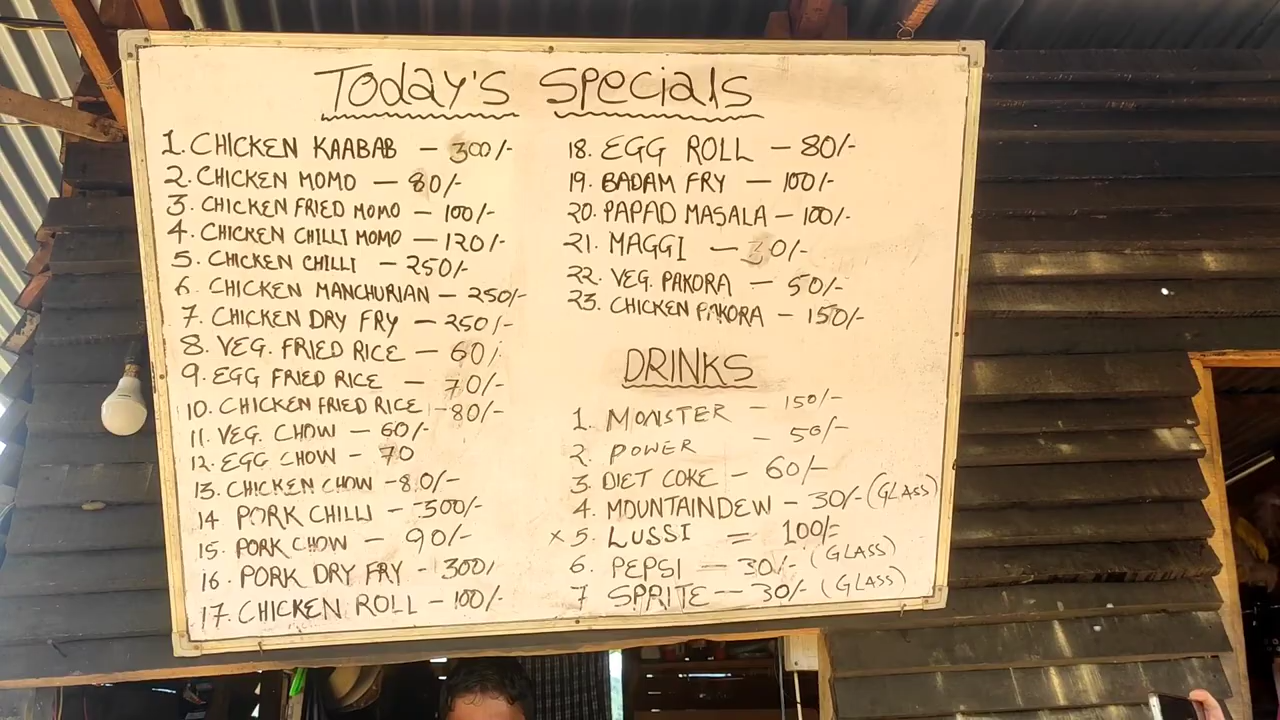 Today's Specials
1. CHICKEN KAABAB - 300/-
2. CHICKEN MOMO - 80/-
3. CHICKEN FRIED MOMO - 100/-
4. CHICKEN CHILLI MOMO - 120/-
5. CHICKEN CHILLI - 250/-
6. CHICKEN MANCHURIAN - 250/-
7. CHICKEN DRY FRY - 250/-
8. VEG. FRIED RICE - 60/
9. EGG FRIED RICE - 70/-
10. CHICKEN FRIED RICE - 80/-
11. VEG. CHOW - 60/-
12. EGG CHOW - 70
13. CHICKEN CHOW - 80/-
14 PORK CHILLI - 300/-
15. PORK CHOW - 90/-
16. PORK DRY FRY - 300/
17. CHICKEN ROLL - 100/-
18. EGG ROLL - 80/-
19. BADAM FRY - 100/-
20. PAPAD MASALA - 100/-
21. MAGGI -
22. VEG. PAKORA - 50/-
23. CHICKEN PAKORA - 150/-
DRINKS
1. MONSTER - 150/-
2. POWER - 50/-
3. DIET COKE - 60/-
4. MOUNTAINDEW - 30/- (GLASS)
x 5. LUSSI = 100/=
6. PEPSI - 30/- (GLASS)
7 SPRITE -- 30/- (GLASS)